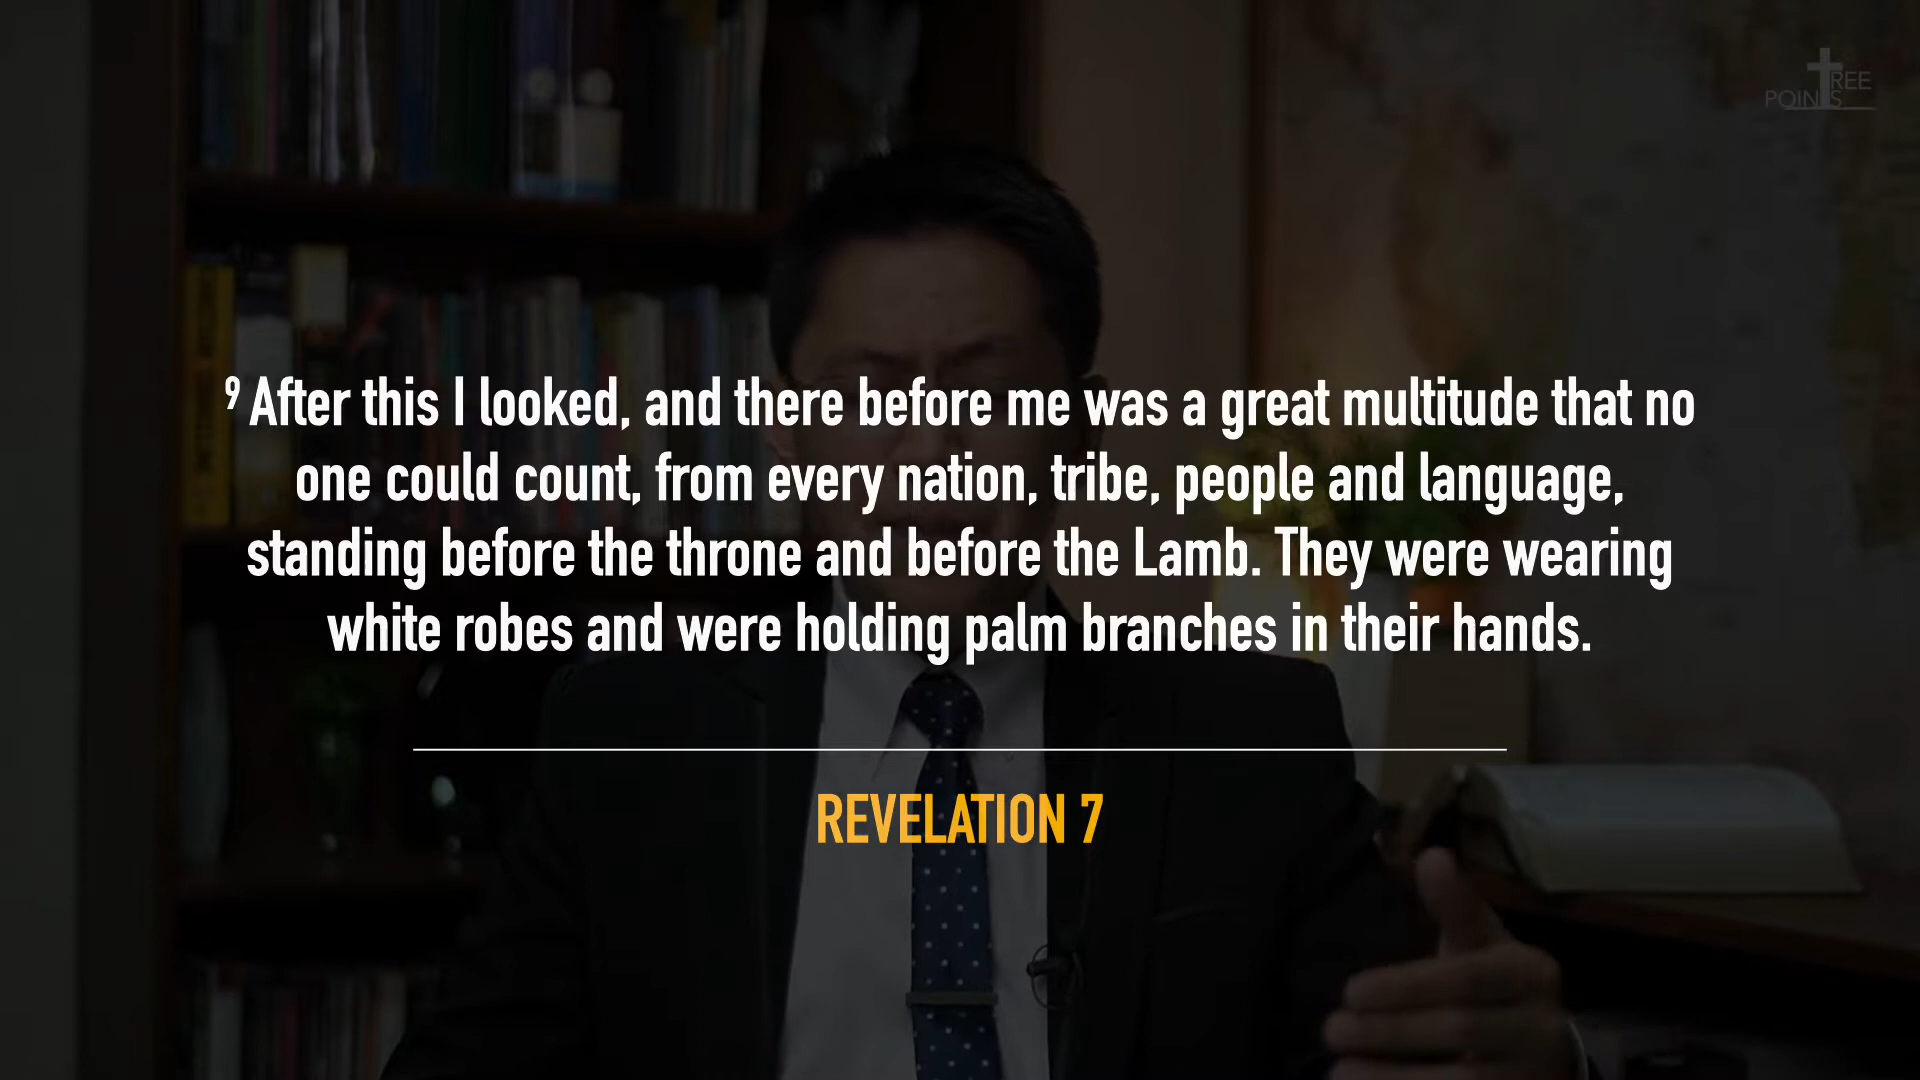 TREE
POINTS
⁹ After this I looked, and there before me was a great multitude that no
one could count, from every nation, tribe, people and language,
standing before the throne and before the Lamb. They were wearing
white robes and were holding palm branches in their hands.
REVELATION 7